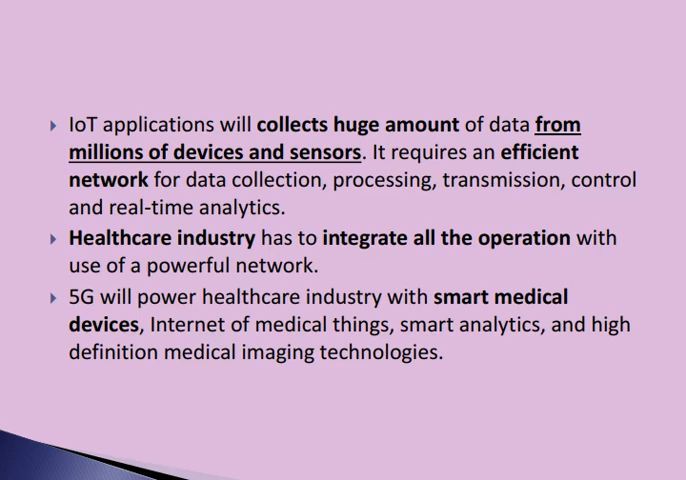 IoT applications will collects huge amount of data from
millions of devices and sensors. It requires an efficient
network for data collection, processing, transmission, control
and real-time analytics.
Healthcare industry has to integrate all the operation with
use of a powerful network.
5G will power healthcare industry with smart medical
devices, Internet of medical things, smart analytics, and high
definition medical imaging technologies.